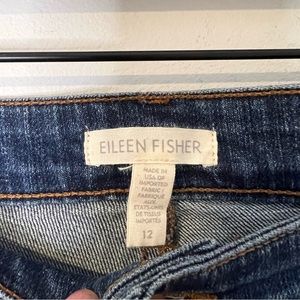 EILEEN FISHER
MADE IN
USA OF
IMPORTED
FABRIC /
FABRIQUÉ
AUX
ÉTATS-UNIS
DE TISSUS
IMPORTÉS
12